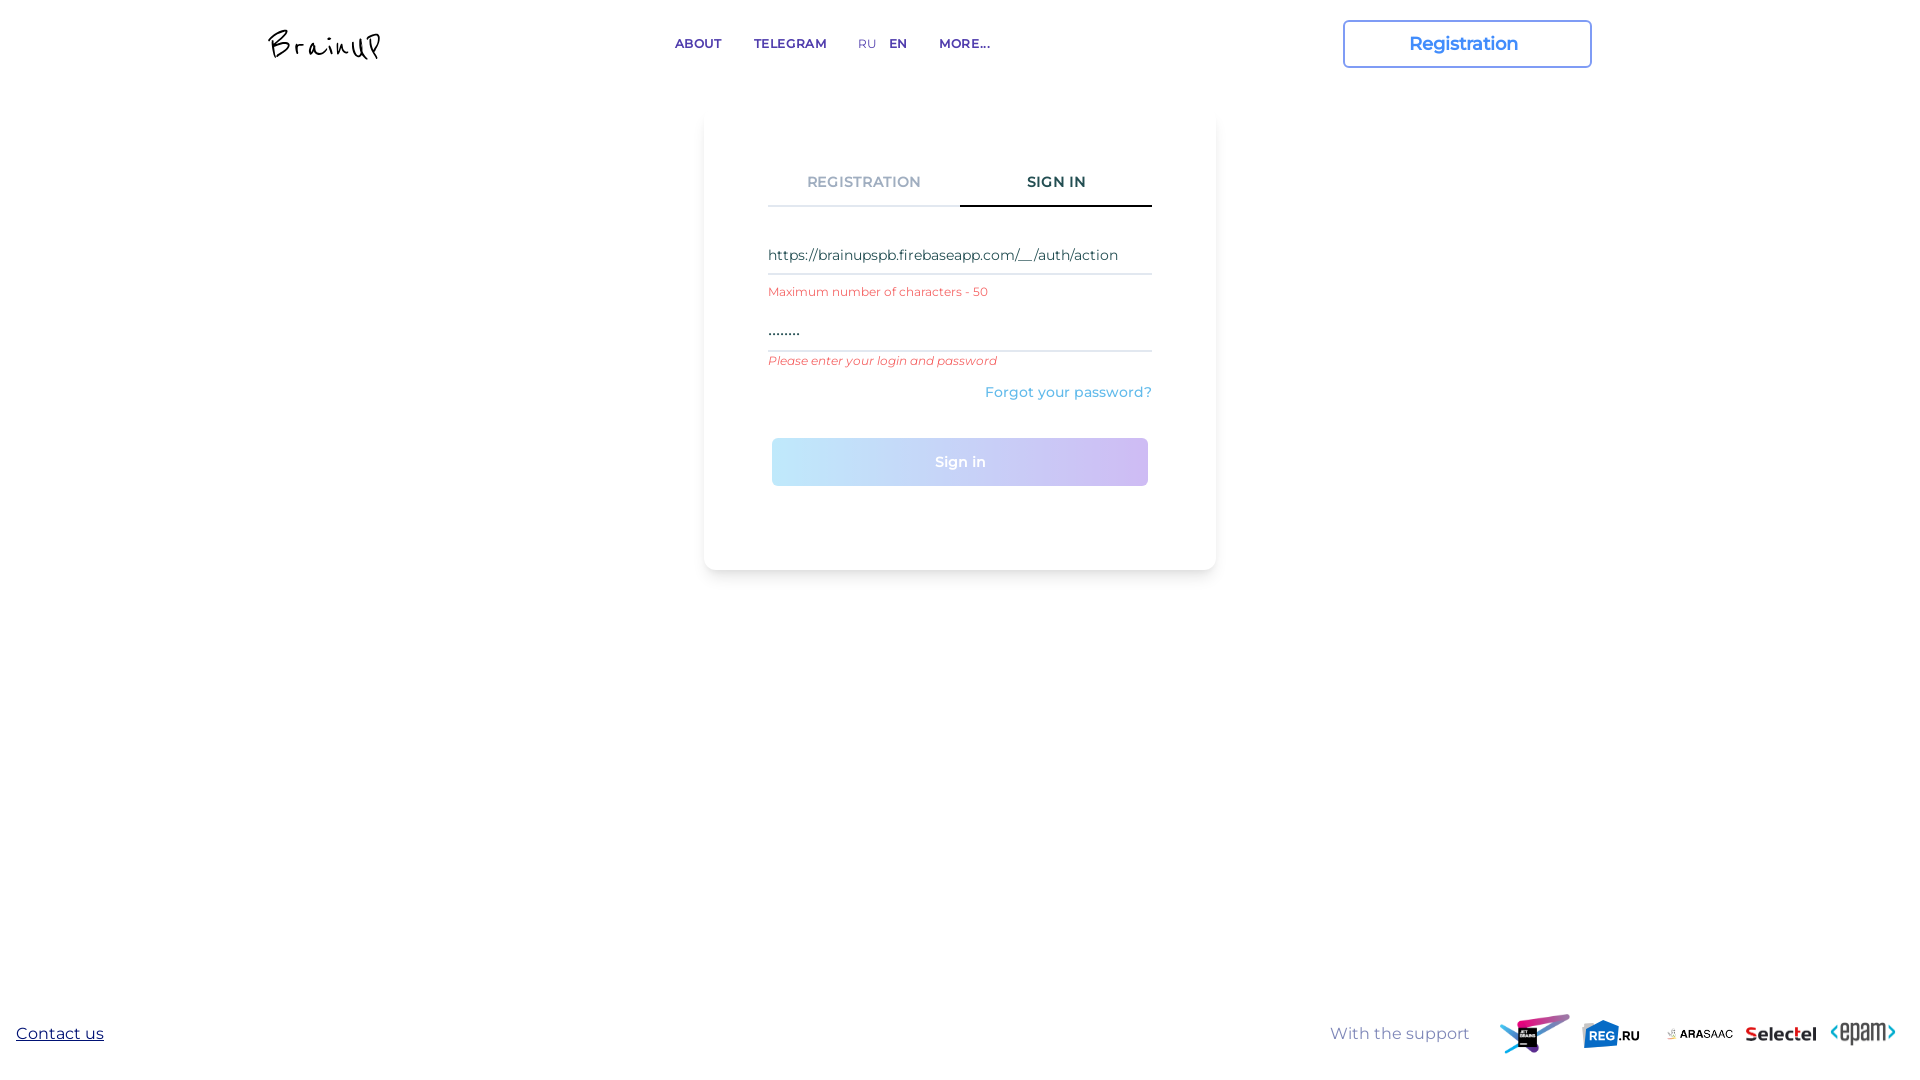 BrainUP
ABOUT
TELEGRAM
RU
EN
MORE...
Registration
REGISTRATION
SIGN IN
https://brainupspb.firebaseapp.com/__/auth/action
Maximum number of characters - 50
........
Please enter your login and password
Forgot your password?
Sign in
Contact us
With the support
JET BRAINS
REG.RU
ARASAAC
Selectel
<epam>